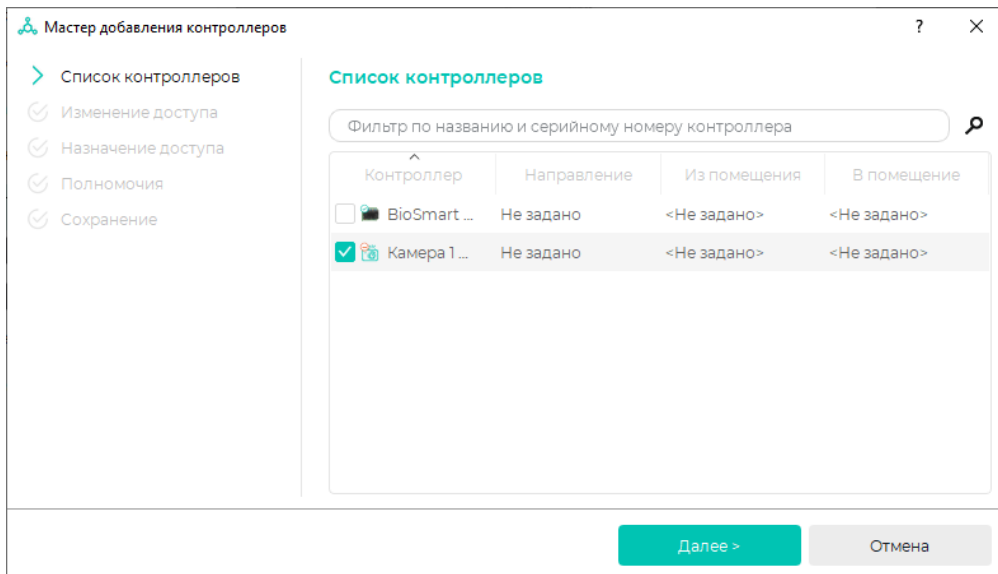 Мастер добавления контроллеров
?
Список контроллеров
Изменение доступа
Назначение доступа
Полномочия
Сохранение
Список контроллеров
Фильтр по названию и серийному номеру контроллера
Контроллер Направление Из помещения В помещение
BioSmart ... Не задано <Не задано> <Не задано>
Камера 1 ... Не задано <Не задано> <Не задано>
Далее > Отмена